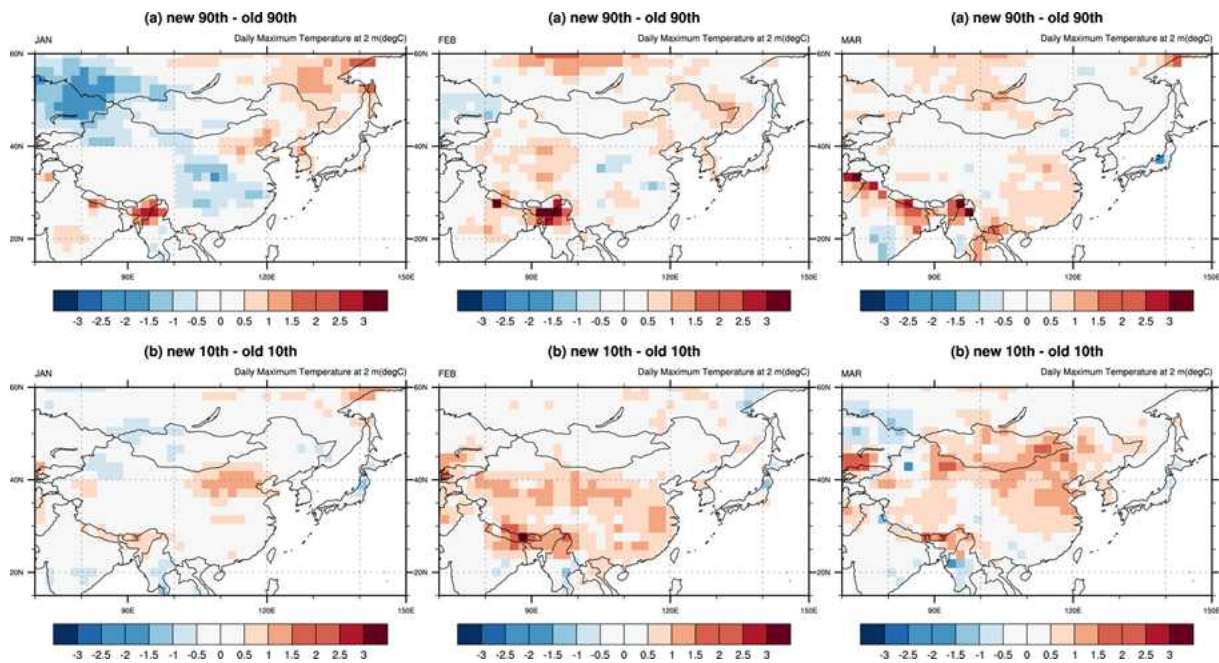 (a) new 90th - old 90th
JAN Daily Maximum Temperature at 2 m(degC)
60N
40N
20N
90E 120E 150E
-3 -2.5 -2 -1.5 -1 -0.5 0 0.5 1 1.5 2 2.5 3
(a) new 90th - old 90th
FEB Daily Maximum Temperature at 2 m(degC)
60N
40N
20N
90E 120E 150E
-3 -2.5 -2 -1.5 -1 -0.5 0 0.5 1 1.5 2 2.5 3
(a) new 90th - old 90th
MAR Daily Maximum Temperature at 2 m(degC)
60N
40N
20N
90E 120E 150E
-3 -2.5 -2 -1.5 -1 -0.5 0 0.5 1 1.5 2 2.5 3
(b) new 10th - old 10th
JAN Daily Maximum Temperature at 2 m(degC)
60N
40N
20N
90E 120E 150E
-3 -2.5 -2 -1.5 -1 -0.5 0 0.5 1 1.5 2 2.5 3
(b) new 10th - old 10th
FEB Daily Maximum Temperature at 2 m(degC)
60N
40N
20N
90E 120E 150E
-3 -2.5 -2 -1.5 -1 -0.5 0 0.5 1 1.5 2 2.5 3
(b) new 10th - old 10th
MAR Daily Maximum Temperature at 2 m(degC)
60N
40N
20N
90E 120E 150E
-3 -2.5 -2 -1.5 -1 -0.5 0 0.5 1 1.5 2 2.5 3